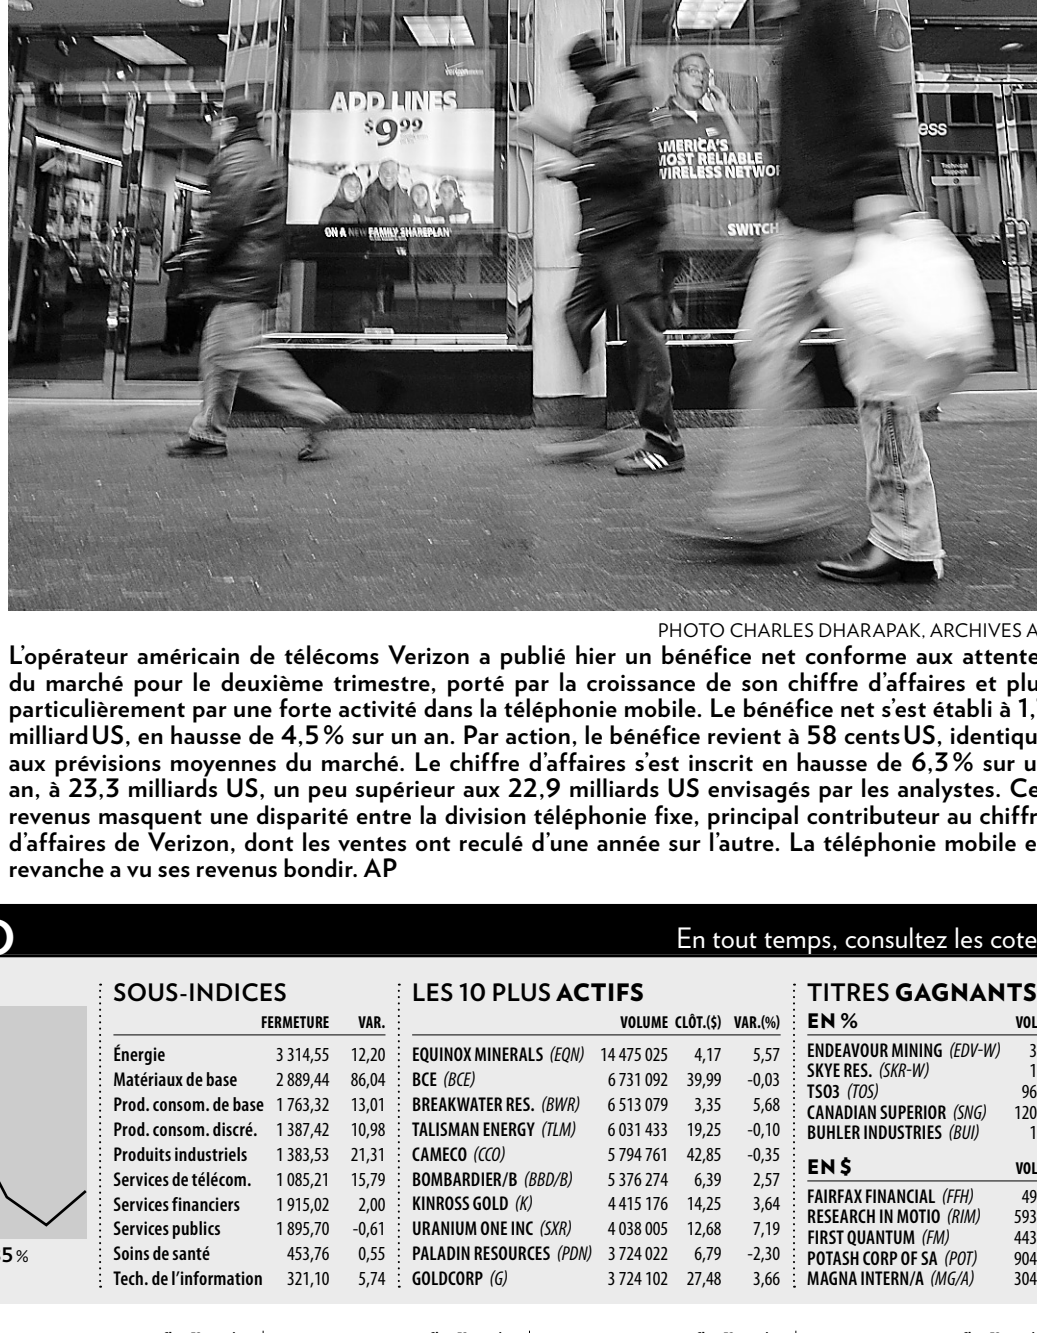 verizon
ADD LINES
$9.99
ON A NEW FAMILY SHAREPLAN
AMERICA'S
MOST RELIABLE
WIRELESS NETWOR
SWITCH
ess
Technical
Support
PHOTO CHARLES DHARAPAK, ARCHIVES A
L'opérateur américain de télécoms Verizon a publié hier un bénéfice net conforme aux attente
du marché pour le deuxième trimestre, porté par la croissance de son chiffre d'affaires et plu
particulièrement par une forte activité dans la téléphonie mobile. Le bénéfice net s'est établi à 1,
milliard US, en hausse de 4,5 % sur un an. Par action, le bénéfice revient à 58 cents US, identiqu
aux prévisions moyennes du marché. Le chiffre d'affaires s'est inscrit en hausse de 6,3 % sur u
an, à 23,3 milliards US, un peu supérieur aux 22,9 milliards US envisagés par les analystes. Ce
revenus masquent une disparité entre la division téléphonie fixe, principal contributeur au chiffr
d'affaires de Verizon, dont les ventes ont reculé d'une année sur l'autre. La téléphonie mobile e
revanche a vu ses revenus bondir. AP
En tout temps, consultez les cote
5 %
SOUS-INDICES
FERMETURE VAR.
Énergie 3 314,55 12,20
Matériaux de base 2 889,44 86,04
Prod. consom. de base 1 763,32 13,01
Prod. consom. discré. 1 387,42 10,98
Produits industriels 1 383,53 21,31
Services de télécom. 1 085,21 15,79
Services financiers 1 915,02 2,00
Services publics 1 895,70 -0,61
Soins de santé 453,76 0,55
Tech. de l'information 321,10 5,74
LES 10 PLUS ACTIFS
VOLUME CLÔT.($) VAR.(%)
EQUINOX MINERALS (EQN) 14 475 025 4,17 5,57
BCE (BCE) 6 731 092 39,99 -0,03
BREAKWATER RES. (BWR) 6 513 079 3,35 5,68
TALISMAN ENERGY (TLM) 6 031 433 19,25 -0,10
CAMECO (CCO) 5 794 761 42,85 -0,35
BOMBARDIER/B (BBD/B) 5 376 274 6,39 2,57
KINROSS GOLD (K) 4 415 176 14,25 3,64
URANIUM ONE INC (SXR) 4 038 005 12,68 7,19
PALADIN RESOURCES (PDN) 3 724 022 6,79 -2,30
GOLDCORP (G) 3 724 102 27,48 3,66
TITRES GAGNANTS
EN % VOL
ENDEAVOUR MINING (EDV-W) 3
SKYE RES. (SKR-W) 1
TSO3 (TOS) 96
CANADIAN SUPERIOR (SNG) 120
BUHLER INDUSTRIES (BUI) 1
EN $ VOL
FAIRFAX FINANCIAL (FFH) 49
RESEARCH IN MOTIO (RIM) 593
FIRST QUANTUM (FM) 443
POTASH CORP OF SA (POT) 904
MAGNA INTERN/A (MG/A) 304